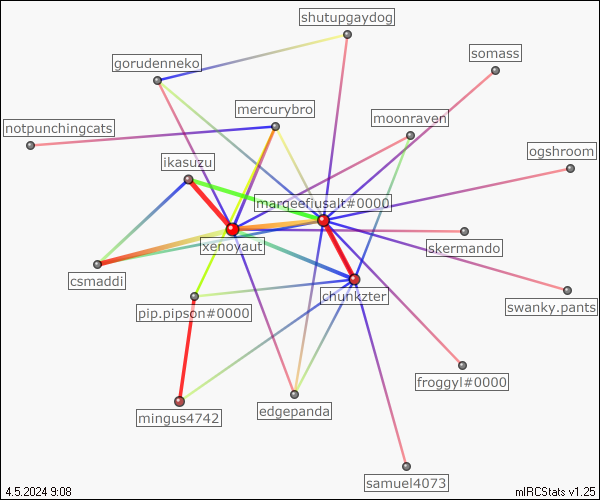 shutupgaydog
somass
gorudenneko
mercurybro
moonraven
notpunchingcats
ogshroom
ikasuzu
marqeefiusalt#0000
xenoyaut
skermando
csmaddi
chunkzter
pip.pipson#0000
swanky.pants
froggyl#0000
edgepanda
mingus4742
samuel4073
4.5.2024 9:08
mIRCStats v1.25